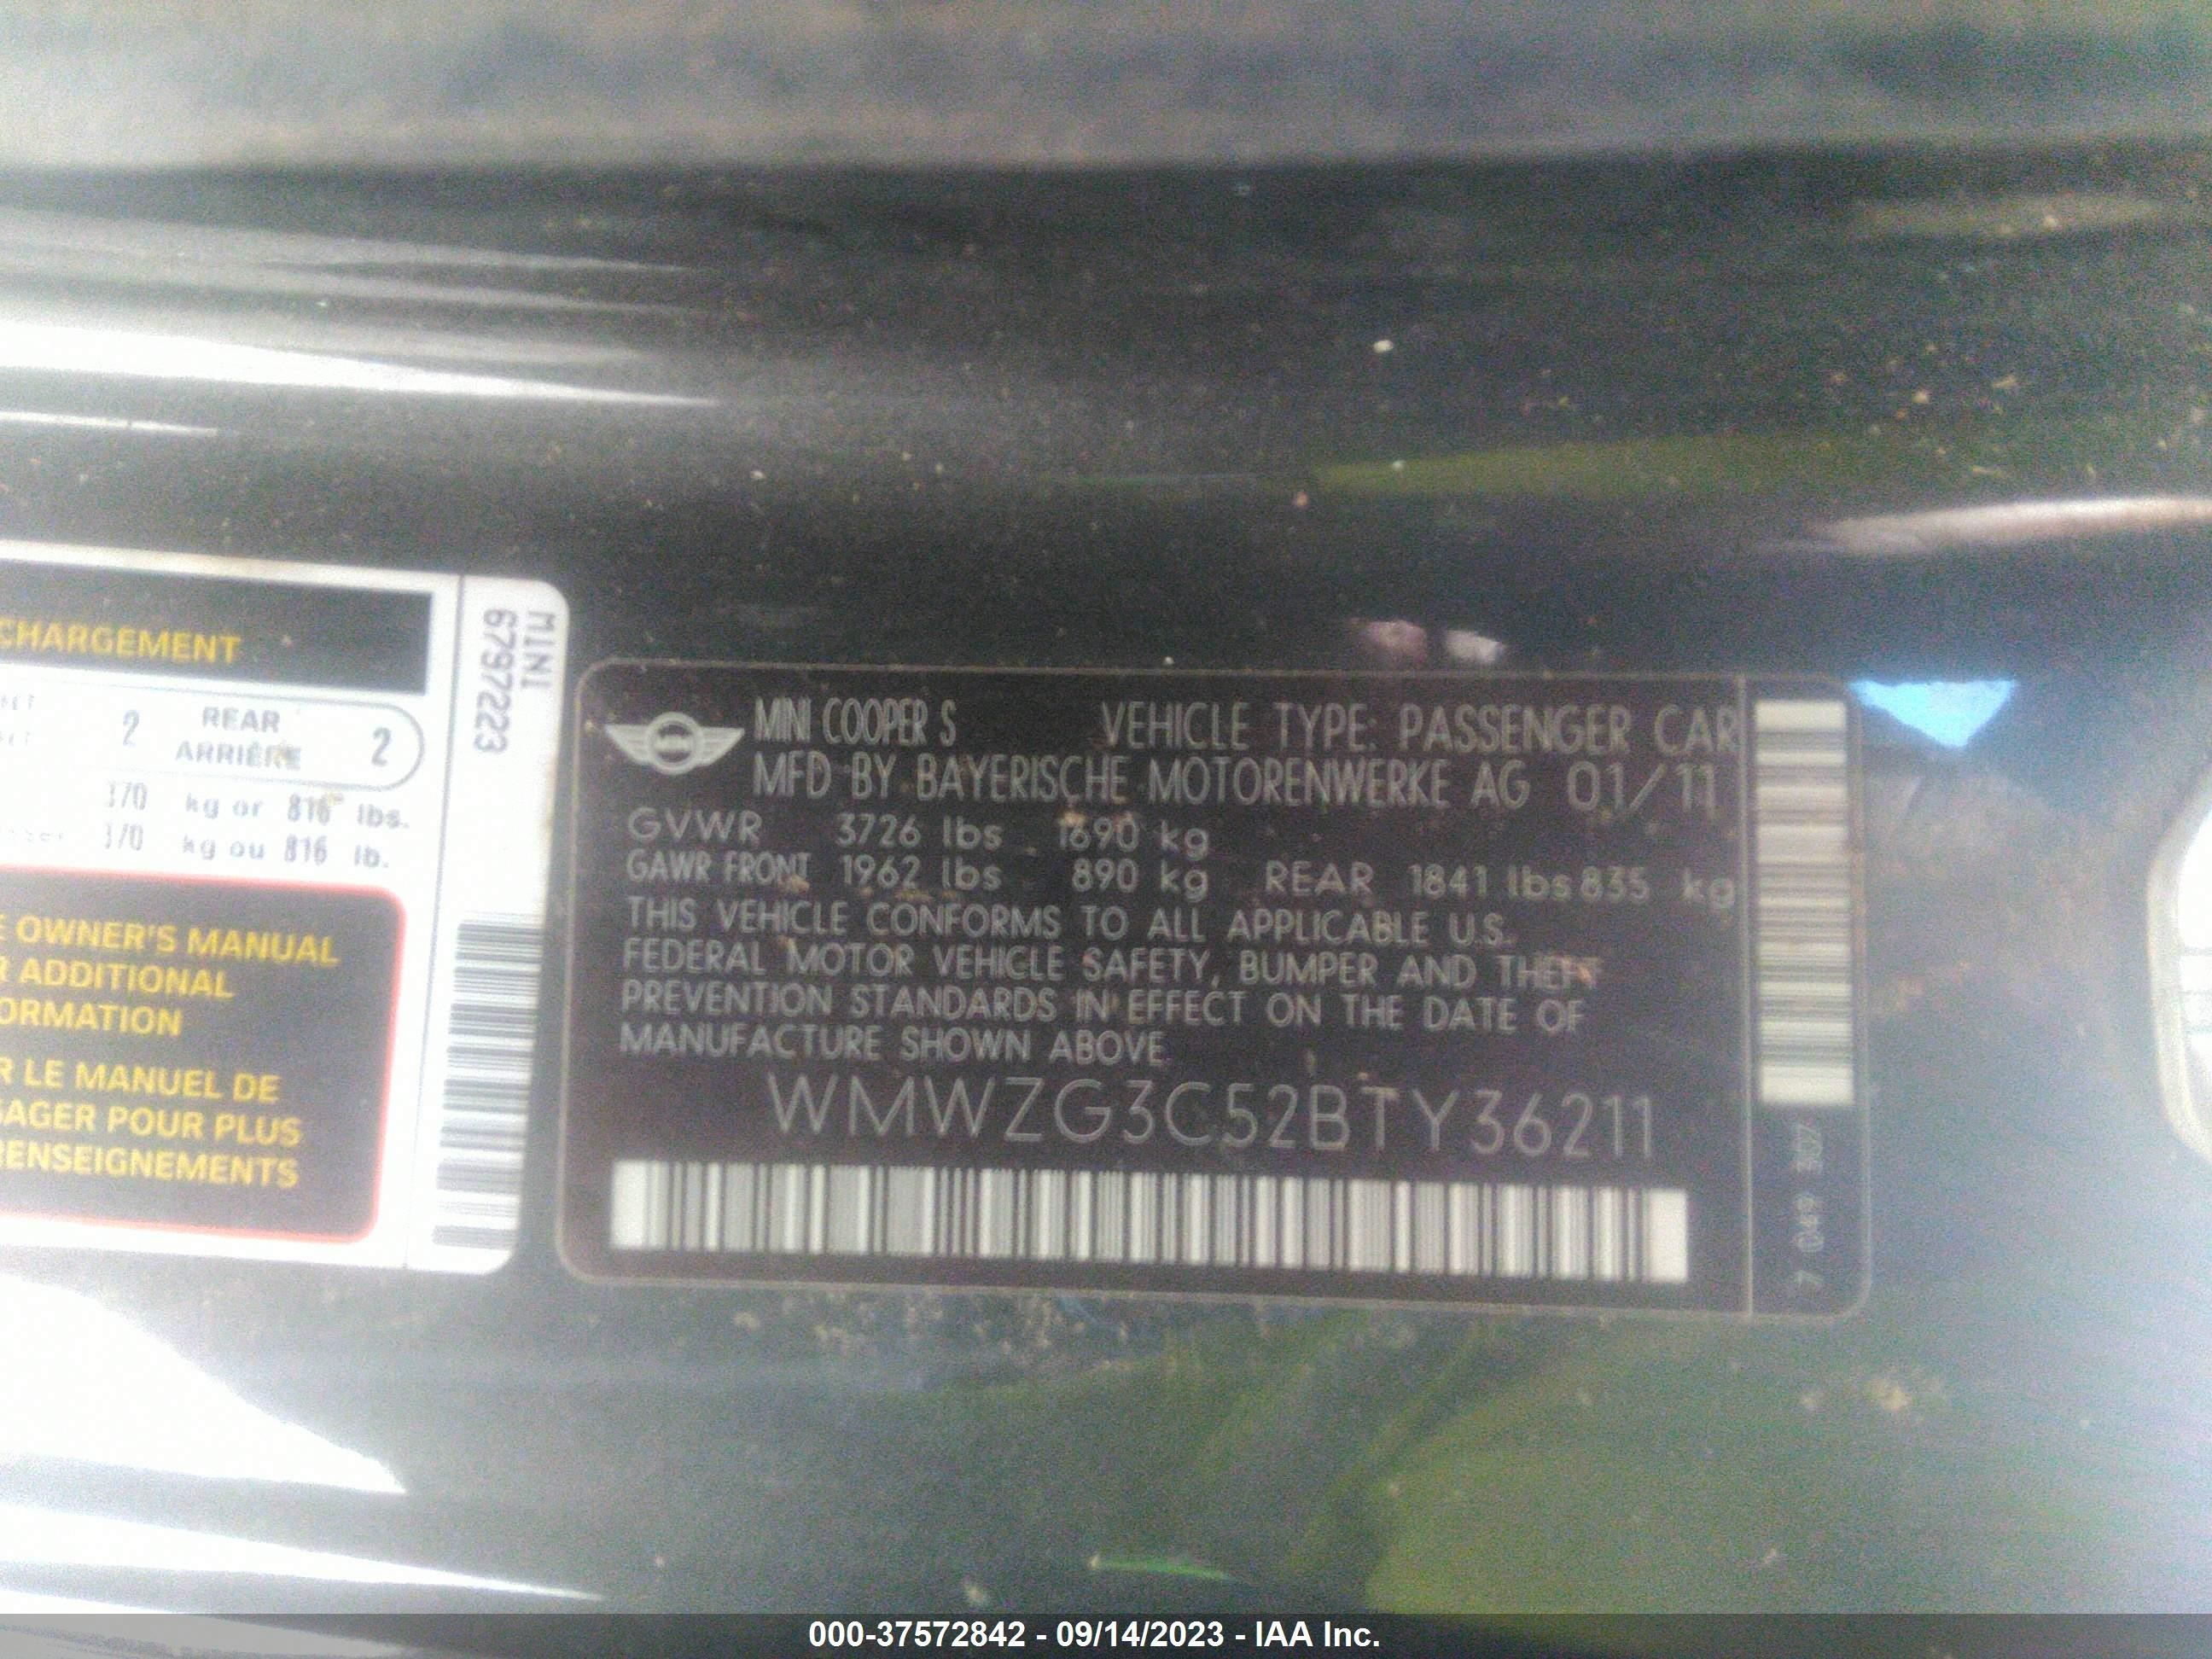 CHARGEMENT
2 REAR 2
ARRIÈRE
370 kg or 816 lbs.
370 kg ou 816 lb.
OWNER'S MANUAL
ADDITIONAL
R LE MANUEL DE
POUR PLUS
MINI
6797223
MINI
MINI COOPER S VEHICLE TYPE: PASSENGER CAR
MFD BY BAYERISCHE MOTORENWERKE AG 01/11
GVWR 3726 lbs 1690 kg
GAWR FRONT 1962 lbs 890 kg REAR 1841 lbs 835 kg
THIS VEHICLE CONFORMS TO ALL APPLICABLE U.S.
FEDERAL MOTOR VEHICLE SAFETY, BUMPER AND THEFT
PREVENTION STANDARDS IN EFFECT ON THE DATE OF
MANUFACTURE SHOWN ABOVE.
WMWZG3C52BTY36211
000-37572842 - 09/14/2023 - IAA Inc.